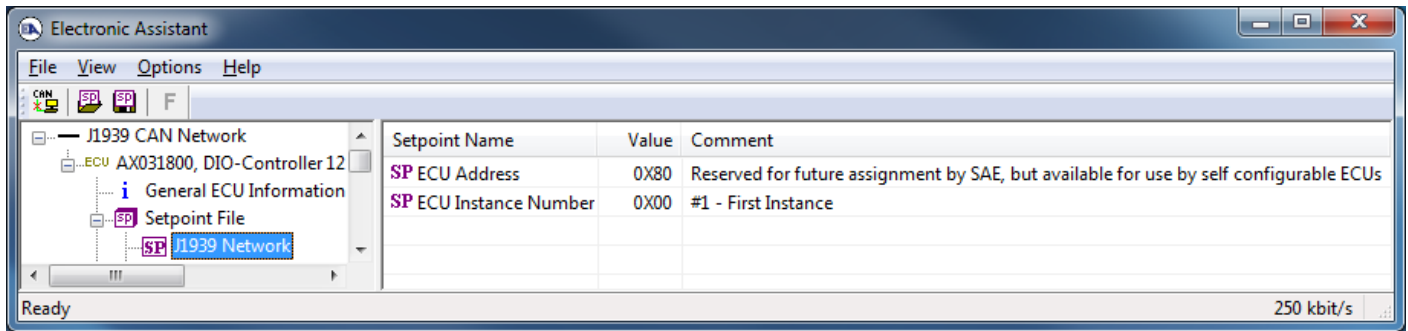 EA Electronic Assistant
File View Options Help
CAN SP SP F
J1939 CAN Network
ECU AX031800, DIO-Controller 12
i General ECU Information
SP Setpoint File
SP J1939 Network
Setpoint Name Value Comment
SP ECU Address 0X80 Reserved for future assignment by SAE, but available for use by self configurable ECUs
SP ECU Instance Number 0X00 #1 - First Instance
Ready 250 kbit/s